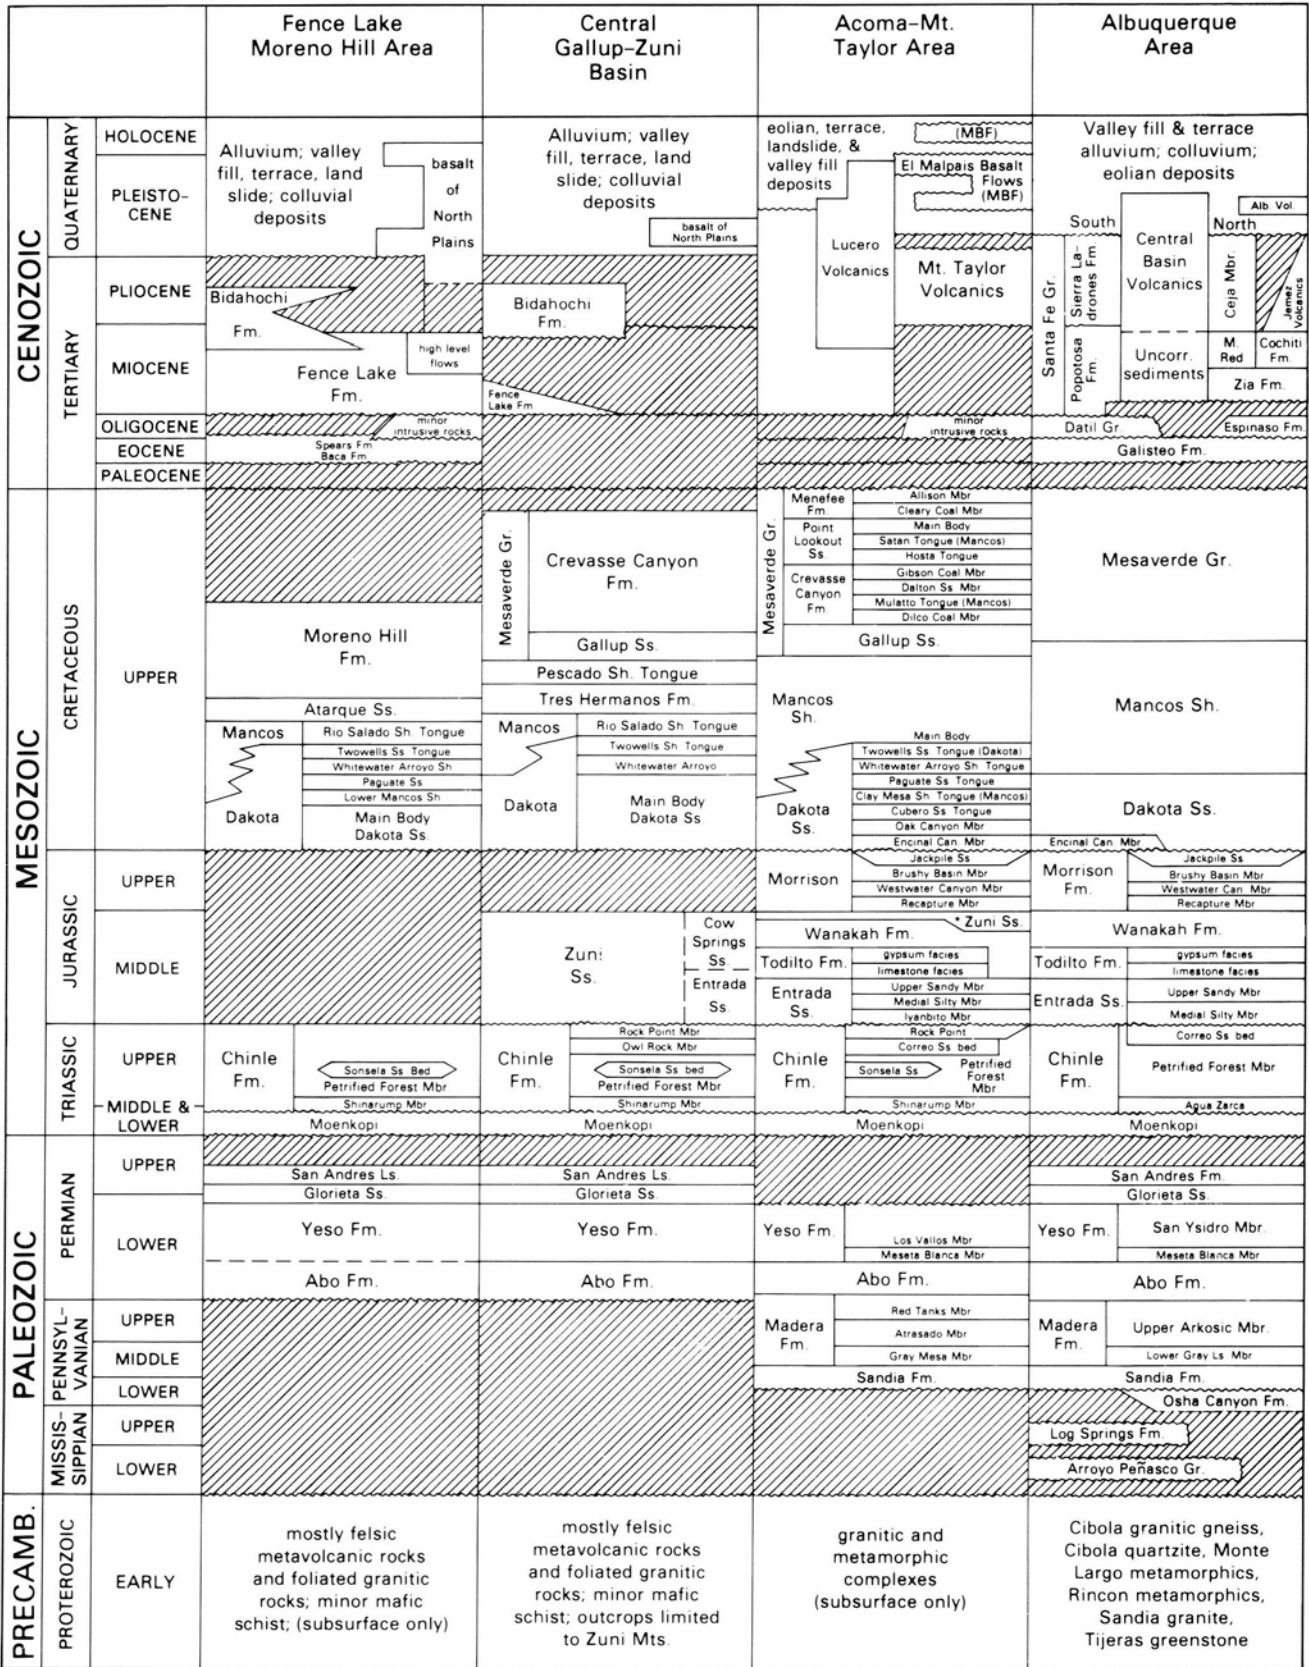 Fence Lake
Moreno Hill Area
Central
Gallup–Zuni
Basin
Acoma–Mt.
Taylor Area
Albuquerque
Area
CENOZOIC
QUATERNARY
HOLOCENE
PLEISTO-
CENE
TERTIARY
PLIOCENE
MIOCENE
OLIGOCENE
EOCENE
PALEOCENE
MESOZOIC
CRETACEOUS
UPPER
JURASSIC
UPPER
MIDDLE
TRIASSIC
UPPER
MIDDLE &
LOWER
PALEOZOIC
PERMIAN
UPPER
LOWER
PENNSYL-
VANIAN
UPPER
MIDDLE
LOWER
MISSIS-
SIPPIAN
UPPER
LOWER
PRECAMB.
PROTEROZOIC
EARLY
Alluvium; valley
fill, terrace, land
slide; colluvial
deposits
basalt
of
North
Plains
Bidahochi
Fm.
high level
flows
Fence Lake
Fm.
minor
intrusive rocks
Spears Fm
Baca Fm
Moreno Hill
Fm.
Atarque Ss.
Mancos
Rio Salado Sh. Tongue
Twowells Ss Tongue
Whitewater Arroyo Sh
Paguate Ss
Lower Mancos Sh
Dakota
Main Body
Dakota Ss.
Chinle
Fm.
Sonsela Ss Bed
Petrified Forest Mbr
Shinarump Mbr
Moenkopi
San Andres Ls.
Glorieta Ss.
Yeso Fm.
Abo Fm.
mostly felsic
metavolcanic rocks
and foliated granitic
rocks; minor mafic
schist; (subsurface only)
Alluvium; valley
fill, terrace, land
slide; colluvial
deposits
basalt of
North Plains
Bidahochi
Fm.
Fence
Lake Fm
Mesaverde Gr.
Crevasse Canyon
Fm.
Gallup Ss.
Pescado Sh. Tongue
Tres Hermanos Fm.
Mancos
Rio Salado Sh Tongue
Twowells Sh Tongue
Whitewater Arroyo
Dakota
Main Body
Dakota Ss
Zuni
Ss.
Cow
Springs
Ss.
Entrada
Ss.
Chinle
Fm.
Rock Point Mbr
Owl Rock Mbr
Sonsela Ss bed
Petrified Forest Mbr
Shinarump Mbr
Moenkopi
San Andres Ls.
Glorieta Ss.
Yeso Fm.
Abo Fm.
mostly felsic
metavolcanic rocks
and foliated granitic
rocks; minor mafic
schist; outcrops limited
to Zuni Mts.
eolian, terrace,
landslide, &
valley fill
deposits
(MBF)
El Malpais Basalt
Flows
(MBF)
Lucero
Volcanics
Mt. Taylor
Volcanics
minor
intrusive rocks
Mesaverde Gr.
Menefee
Fm.
Allison Mbr
Cleary Coal Mbr
Point
Lookout
Ss
Main Body
Satan Tongue (Mancos)
Hosta Tongue
Crevasse
Canyon
Fm
Gibson Coal Mbr
Dalton Ss Mbr
Mulatto Tongue (Mancos)
Dilco Coal Mbr
Gallup Ss.
Mancos
Sh.
Main Body
Twowells Ss Tongue (Dakota)
Whitewater Arroyo Sh Tongue
Paguate Ss Tongue
Clay Mesa Sh Tongue (Mancos)
Cubero Ss Tongue
Oak Canyon Mbr
Encinal Can. Mbr
Dakota
Ss.
Morrison
Jackpile Ss
Brushy Basin Mbr
Westwater Canyon Mbr
Recapture Mbr
* Zuni Ss.
Wanakah Fm.
Todilto Fm.
gypsum facies
limestone facies
Entrada
Ss.
Upper Sandy Mbr
Medial Silty Mbr
Iyanbito Mbr
Chinle
Fm.
Rock Point
Correo Ss bed
Sonsela Ss
Petrified
Forest
Mbr
Shinarump Mbr
Moenkopi
Yeso Fm.
Los Vallos Mbr
Meseta Blanca Mbr
Abo Fm.
Madera
Fm.
Red Tanks Mbr
Atrasado Mbr
Gray Mesa Mbr
Sandia Fm.
granitic and
metamorphic
complexes
(subsurface only)
Valley fill & terrace
alluvium; colluvium;
eolian deposits
Alb. Vol.
South
North
Santa Fe Gr.
Sierra La-
drones Fm
Popotosa
Fm.
Central
Basin
Volcanics
Uncorr.
sediments
Ceja Mbr.
Jemez
Volcanics
M.
Red
Cochiti
Fm.
Zia Fm.
Datil Gr.
Espinaso Fm.
Galisteo Fm.
Mesaverde Gr.
Mancos Sh.
Dakota Ss.
Encinal Can. Mbr
Morrison
Fm.
Jackpile Ss
Brushy Basin Mbr
Westwater Can. Mbr
Recapture Mbr
Wanakah Fm.
Todilto Fm.
gypsum facies
limestone facies
Entrada Ss.
Upper Sandy Mbr
Medial Silty Mbr
Chinle
Fm.
Correo Ss bed
Petrified Forest Mbr
Agua Zarca
Moenkopi
San Andres Fm.
Glorieta Ss.
Yeso Fm.
San Ysidro Mbr.
Meseta Blanca Mbr
Abo Fm.
Madera
Fm.
Upper Arkosic Mbr.
Lower Gray Ls Mbr
Sandia Fm.
Osha Canyon Fm.
Log Springs Fm.
Arroyo Peñasco Gr.
Cibola granitic gneiss,
Cibola quartzite, Monte
Largo metamorphics,
Rincon metamorphics,
Sandia granite,
Tijeras greenstone